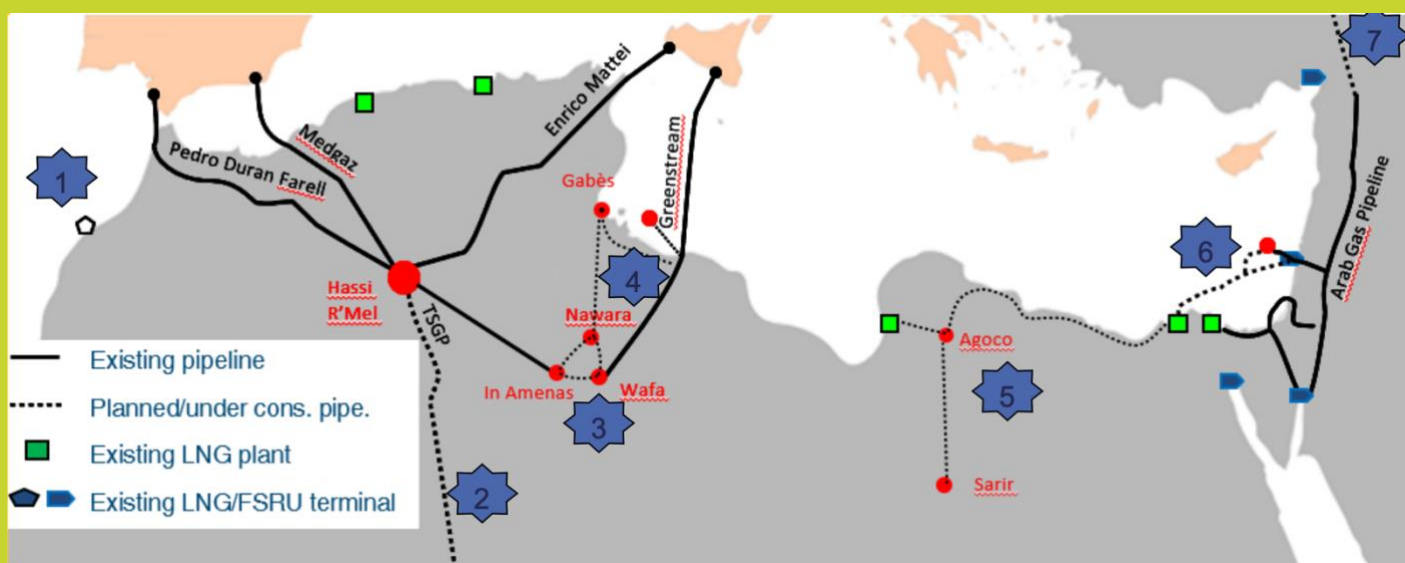 7
Enrico Mattei
Medgaz
Pedro Duran Farell
1
Greenstream
Gabès
Arab Gas Pipeline
6
4
Hassi
R'Mel
TSGP
Nawara
Agoco
Existing pipeline
In Amenas
Wafa
5
Planned/under cons. pipe.
3
Existing LNG plant
2
Sarir
Existing LNG/FSRU terminal